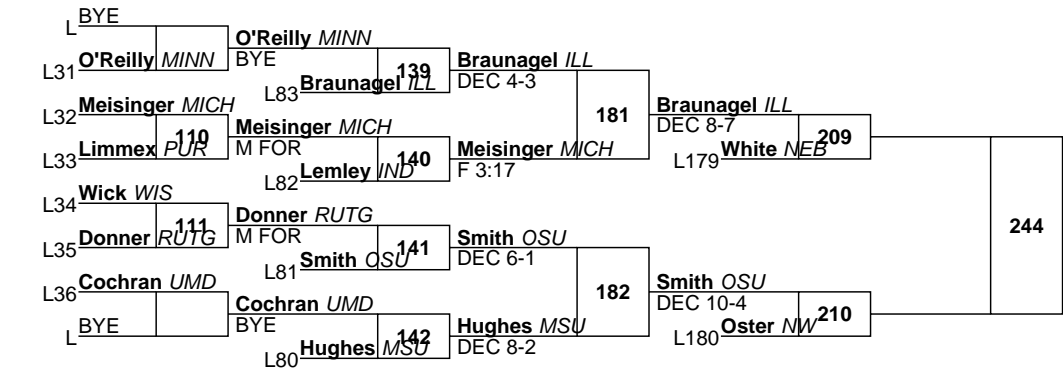 L BYE
L31 O'Reilly MINN
O'Reilly MINN
BYE
L83 Braunagel ILL
139
Braunagel ILL
DEC 4-3
L32 Meisinger MICH
110
L33 Limmex PUR
Meisinger MICH
M FOR
L82 Lemley IND
140
Meisinger MICH
F 3:17
181
Braunagel ILL
DEC 8-7
L179 White NEB
209
L34 Wick WIS
111
L35 Donner RUTG
Donner RUTG
M FOR
L81 Smith OSU
141
Smith OSU
DEC 6-1
L36 Cochran UMD
L BYE
Cochran UMD
BYE
L80 Hughes MSU
142
Hughes MSU
DEC 8-2
182
Smith OSU
DEC 10-4
L180 Oster NW
210
244